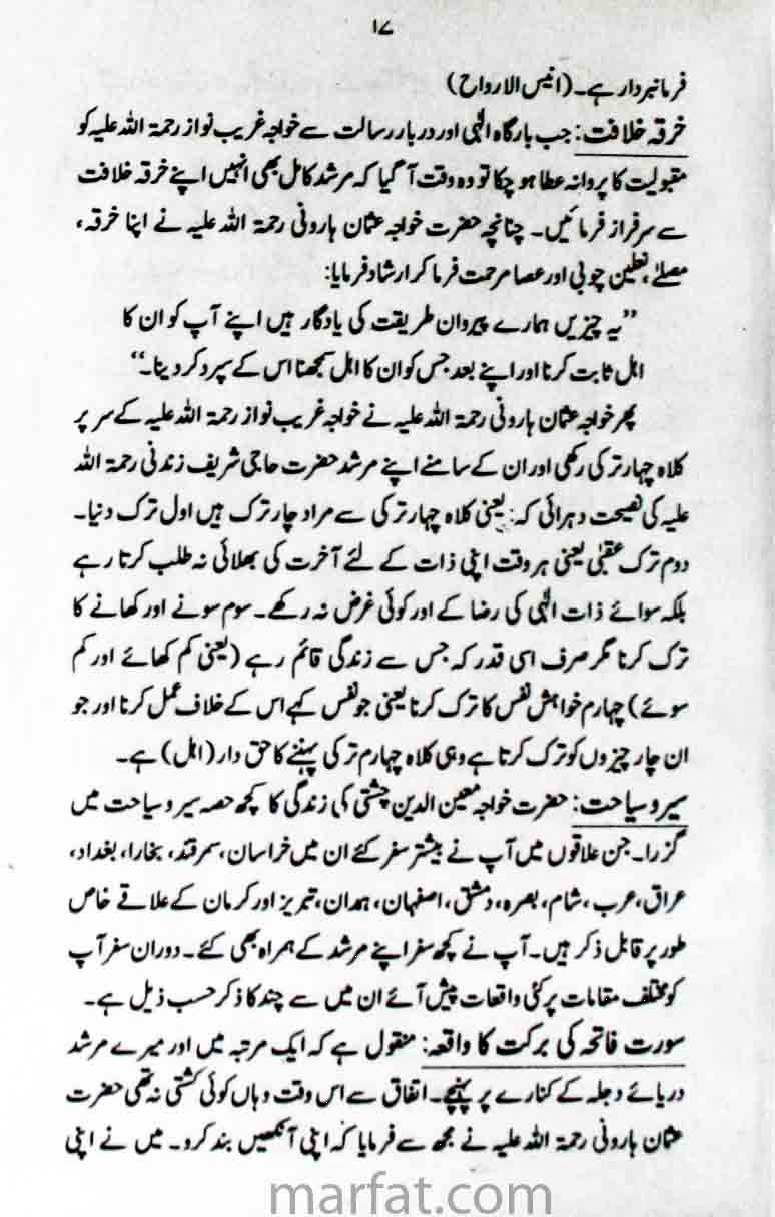 ۱۷
فرمانبردار ہے۔ (انیس الارواح)
خرقہ خلافت: جب بارگاہ الٰہی اور دربار رسالت سے خواجہ غریب نواز رحمۃ اللہ علیہ کو
مقبولیت کا پروانہ عطا ہو چکا تو وہ وقت آ گیا کہ مرشد کامل بھی انہیں اپنے خرقہ خلافت
سے سرفراز فرمائیں۔ چنانچہ حضرت خواجہ عثمان ہارونی رحمۃ اللہ علیہ نے اپنا خرقہ،
مصلےٰ، نعلین چوبی اور عصا مرحمت فرما کر ارشاد فرمایا:
”یہ چیزیں ہمارے پیروان طریقت کی یادگار ہیں اپنے آپ کو ان کا
اہل ثابت کرنا اور اپنے بعد جس کو ان کا اہل سمجھنا اس کے سپرد کر دینا۔“
پھر خواجہ عثمان ہارونی رحمۃ اللہ علیہ نے خواجہ غریب نواز رحمۃ اللہ علیہ کے سر پر
کلاہ چہار ترکی رکھی اور ان کے سامنے اپنے مرشد حضرت حاجی شریف زندنی رحمۃ اللہ
علیہ کی نصیحت دہرائی کہ: یعنی کلاہ چہار ترکی سے مراد چار ترک ہیں اول ترک دنیا۔
دوم ترک عقبیٰ یعنی ہر وقت اپنی ذات کے لئے آخرت کی بھلائی نہ طلب کرتا رہے
بلکہ سوائے ذات الٰہی کی رضا کے اور کوئی غرض نہ رکھے۔ سوم سونے اور کھانے کا
ترک کرنا مگر صرف اسی قدر کہ جس سے زندگی قائم رہے (یعنی کم کھائے اور کم
سوئے) چہارم خواہش نفس کا ترک کرنا یعنی جو نفس کہے اس کے خلاف عمل کرنا اور جو
ان چار چیزوں کو ترک کرتا ہے وہی کلاہ چہارم ترکی پہننے کا حق دار (اہل) ہے۔
سیر و سیاحت: حضرت خواجہ معین الدین چشتی کی زندگی کا کچھ حصہ سیر و سیاحت میں
گزرا۔ جن علاقوں میں آپ نے بیشتر سفر کئے ان میں خراسان، سمرقند، بخارا، بغداد،
عراق، عرب، شام، بصرہ، دمشق، اصفہان، ہمدان، تبریز اور کرمان کے علاقے خاص
طور پر قابل ذکر ہیں۔ آپ نے کچھ سفر اپنے مرشد کے ہمراہ بھی کئے۔ دوران سفر آپ
کو مختلف مقامات پر کئی واقعات پیش آئے ان میں سے چند کا ذکر حسب ذیل ہے۔
سورت فاتحہ کی برکت کا واقعہ: منقول ہے کہ ایک مرتبہ میں اور میرے مرشد
دریائے دجلہ کے کنارے پر پہنچے۔ اتفاق سے اس وقت وہاں کوئی کشتی نہ تھی حضرت
عثمان ہارونی رحمۃ اللہ علیہ نے مجھ سے فرمایا کہ اپنی آنکھیں بند کرو۔ میں نے اپنی
marfat.com